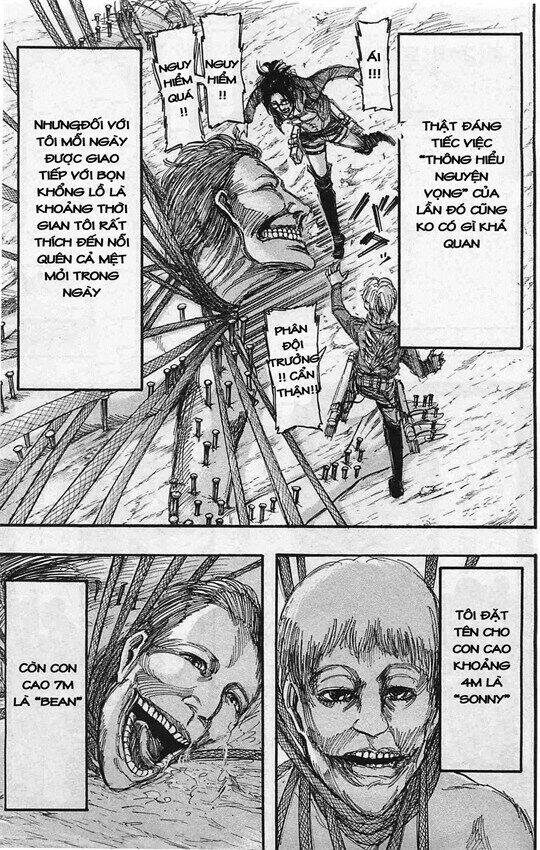 THẬT ĐÁNG
TIẾC VIỆC
"THÔNG HIỂU
NGUYỆN
VỌNG" CỦA
LẦN ĐÓ CŨNG
KO CÓ GÌ KHẢ
QUAN
ÁI
!!!
NGUY
HIỂM
!!
NGUY
HIỂM
QUÁ
!!
NHƯNGĐỐI VỚI
TÔI MỖI NGÀY
ĐƯỢC GIAO
TIẾP VỚI BỌN
KHỔNG LỒ LÀ
KHOẢNG THỜI
GIAN TÔI RẤT
THÍCH ĐẾN NỖI
QUÊN CẢ MỆT
MỎI TRONG
NGÀY
PHÂN
ĐỘI
TRƯỞNG
!! CẨN
THẬN!!
TÔI ĐẶT
TÊN CHO
CON CAO
KHOẢNG
4M LÀ
"SONNY"
CÒN CON
CAO 7M
LÀ "BEAN"